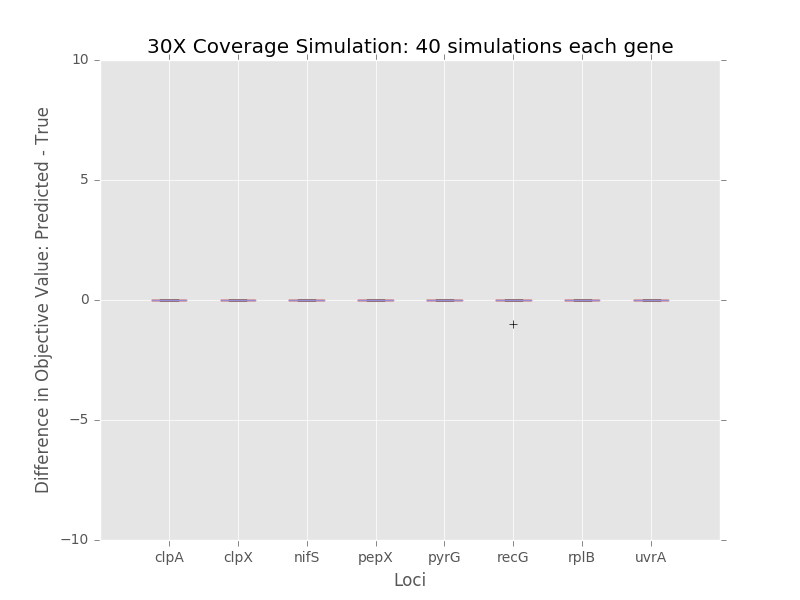 30X Coverage Simulation: 40 simulations each gene
Difference in Objective Value: Predicted - True
10
5
0
−5
−10
clpA clpX nifS pepX pyrG recG rplB uvrA
Loci